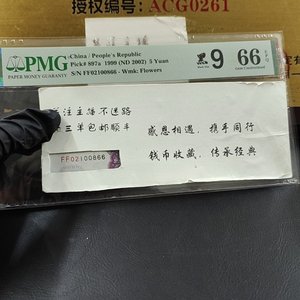 授权编号：ACG0261
PMG
PAPER MONEY GUARANTY
China / People's Republic
Pick# 897a 1999 (ND 2002) 5 Yuan
S/N FF02100866 - Wmk: Flowers
黑9
66 EPQ
关注主播不迷路
三单包邮顺丰
感恩相遇，携手同行
钱币收藏，传承经典
FF02100866